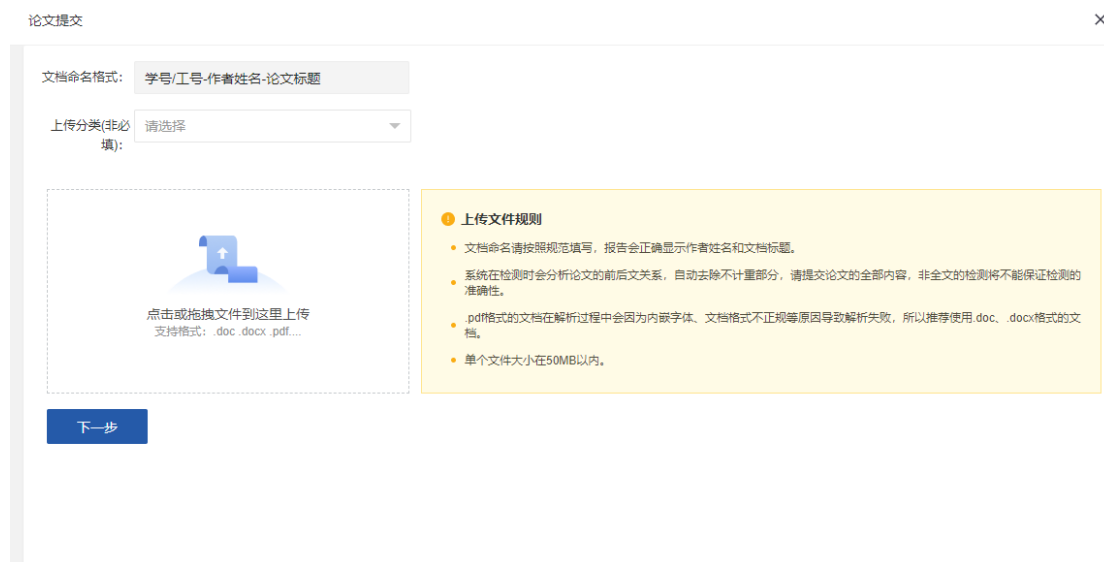 论文提交
文档命名格式：
学号/工号-作者姓名-论文标题
上传分类(非必
填)：
请选择
点击或拖拽文件到这里上传
支持格式：.doc .docx .pdf....
上传文件规则
文档命名请按照规范填写，报告会正确显示作者姓名和文档标题。
系统在检测时会分析论文的前后文关系，自动去除不计重部分，请提交论文的全部内容，非全文的检测将不能保证检测的
准确性。
.pdf格式的文档在解析过程中会因为内嵌字体、文档格式不正规等原因导致解析失败，所以推荐使用.doc、.docx格式的文
档。
单个文件大小在50MB以内。
下一步